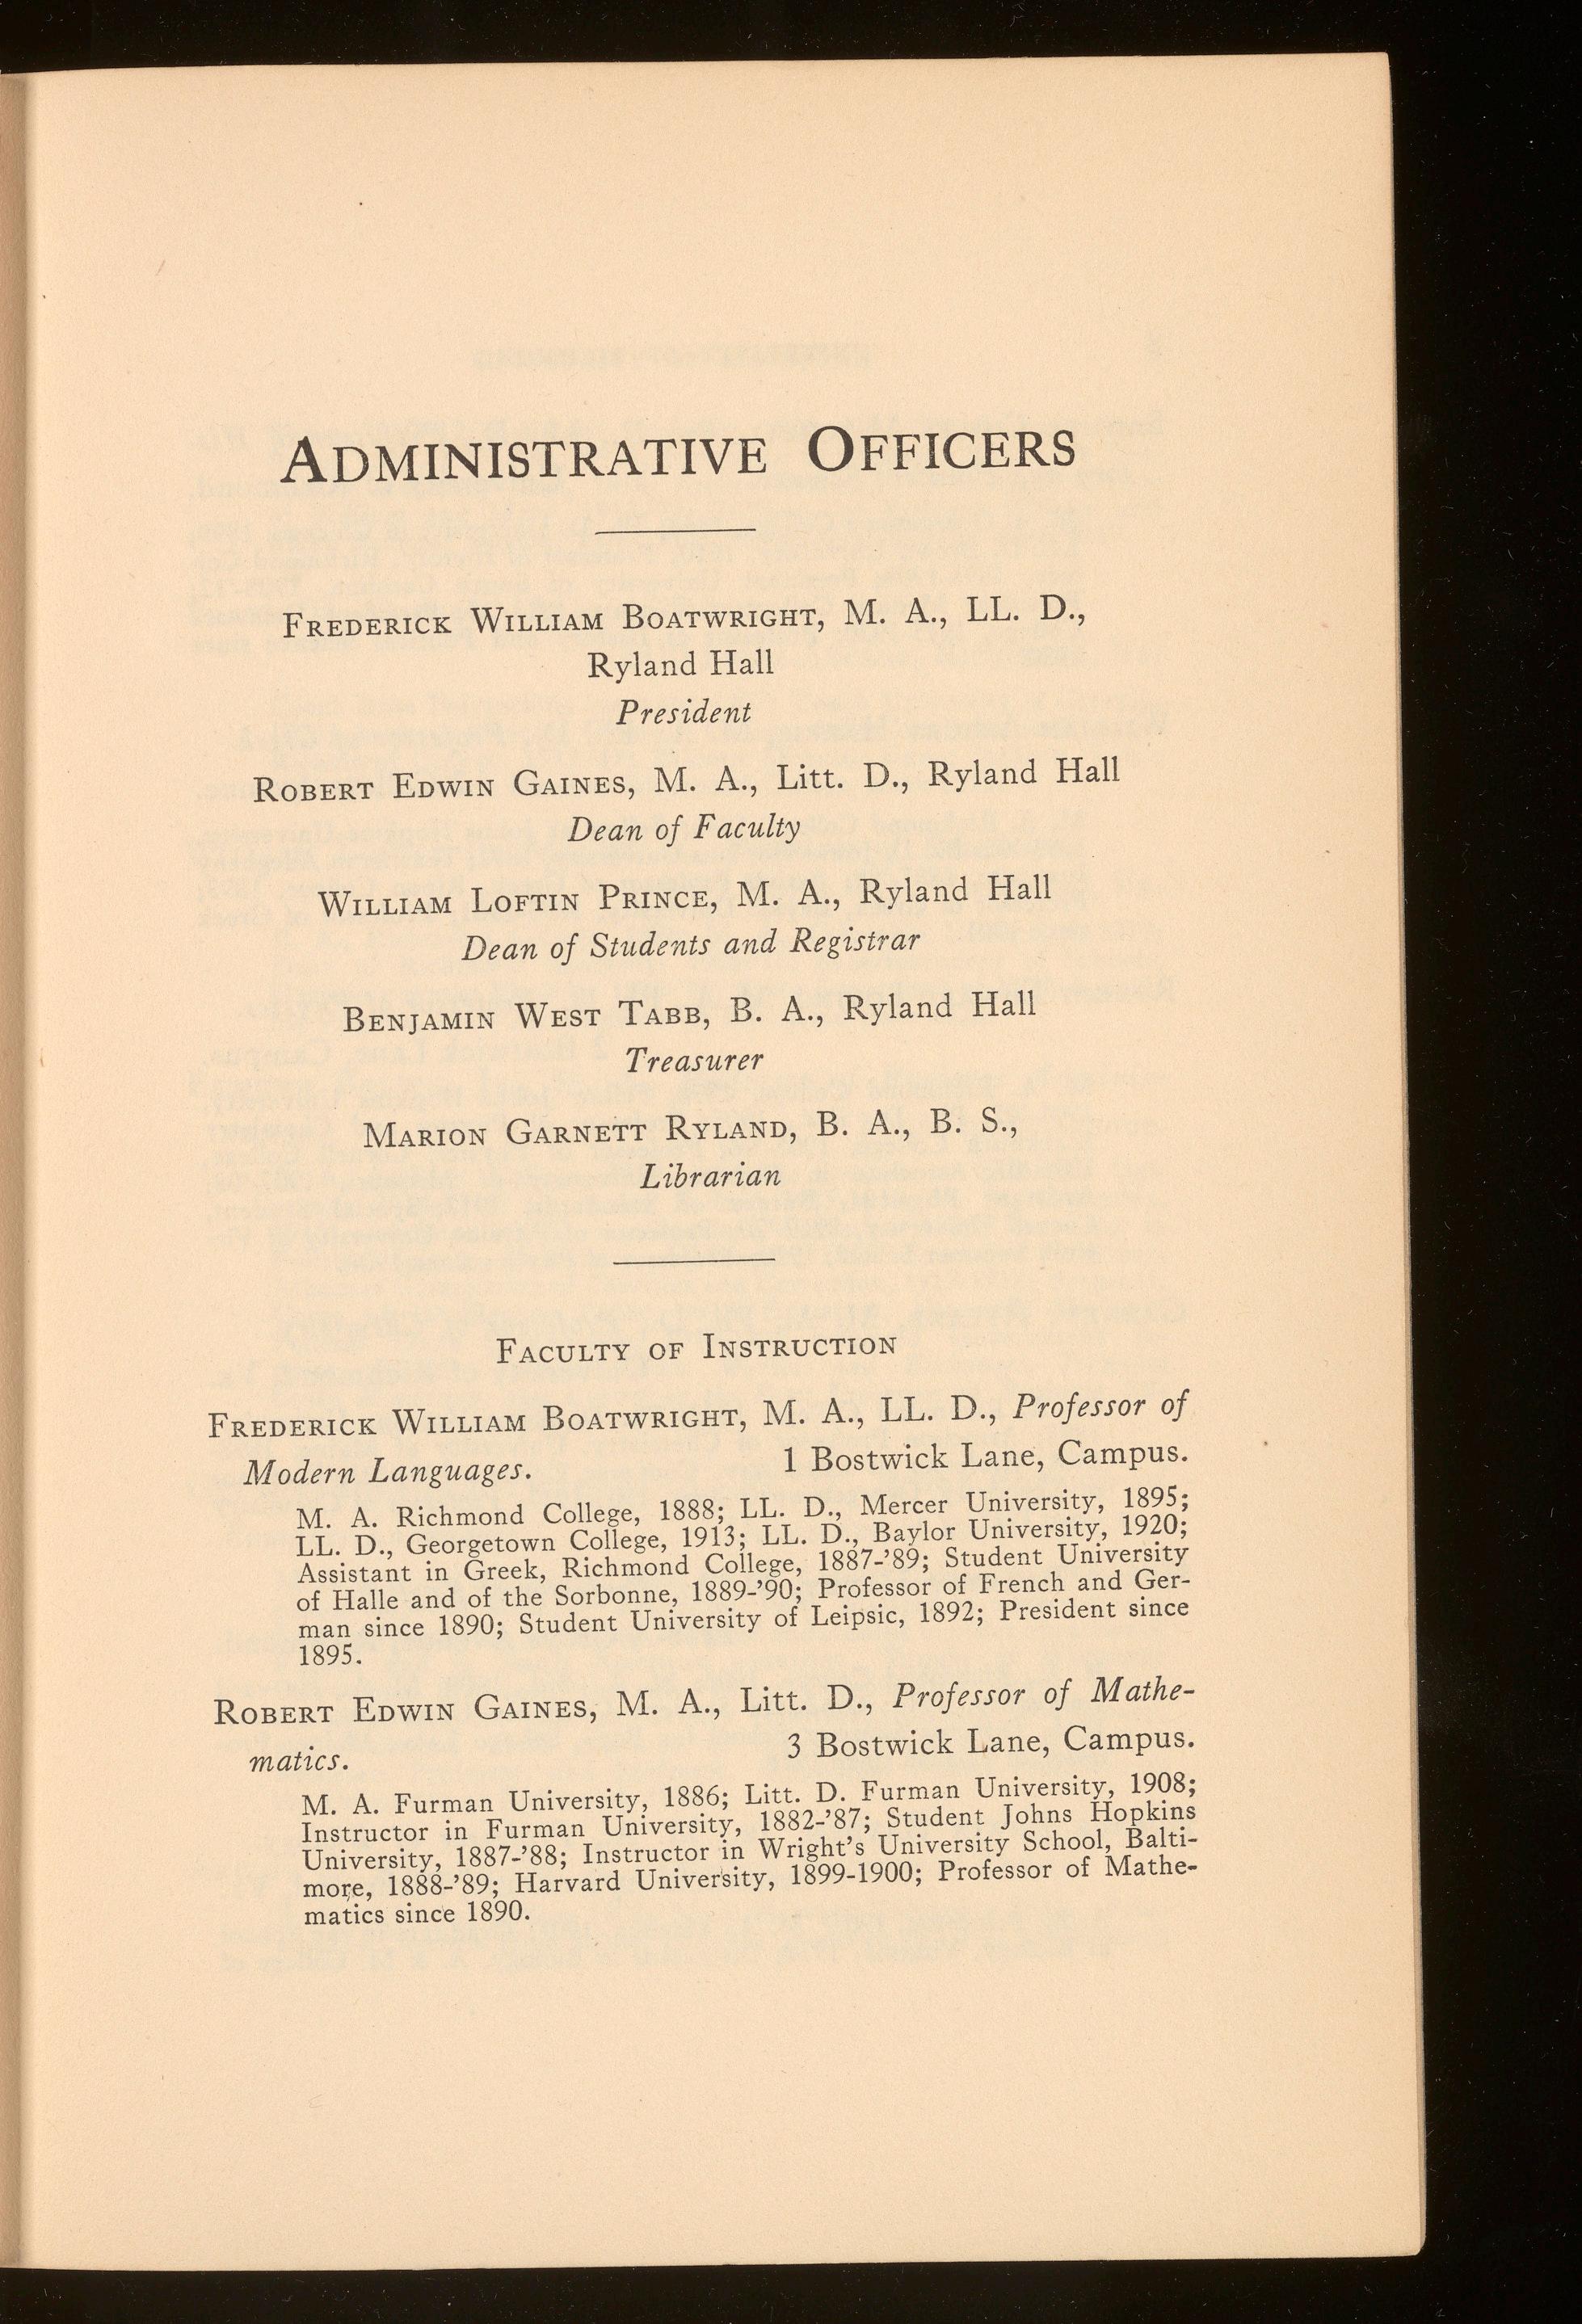 ADMINISTRATIVE OFFICERS
FREDERICK WILLIAM BOATWRIGHT, M. A., LL. D.,
Ryland Hall
President
ROBERT EDWIN GAINES, M. A., Litt. D., Ryland Hall
Dean of Faculty
WILLIAM LOFTIN PRINCE, M. A., Ryland Hall
Dean of Students and Registrar
BENJAMIN WEST TABB, B. A., Ryland Hall
Treasurer
MARION GARNETT RYLAND, B. A., B. S.,
Librarian
FACULTY OF INSTRUCTION
FREDERICK WILLIAM BOATWRIGHT, M. A., LL. D., Professor of
Modern Languages. 1 Bostwick Lane, Campus.
M. A. Richmond College, 1888; LL. D., Mercer University, 1895;
LL. D., Georgetown College, 1913; LL. D., Baylor University, 1920;
Assistant in Greek, Richmond College, 1887-'89; Student University
of Halle and of the Sorbonne, 1889-'90; Professor of French and Ger-
man since 1890; Student University of Leipsic, 1892; President since
1895.
ROBERT EDWIN GAINES, M. A., Litt. D., Professor of Mathe-
matics. 3 Bostwick Lane, Campus.
M. A. Furman University, 1886; Litt. D. Furman University, 1908;
Instructor in Furman University, 1882-'87; Student Johns Hopkins
University, 1887-'88; Instructor in Wright's University School, Balti-
more, 1888-'89; Harvard University, 1899-1900; Professor of Mathe-
matics since 1890.